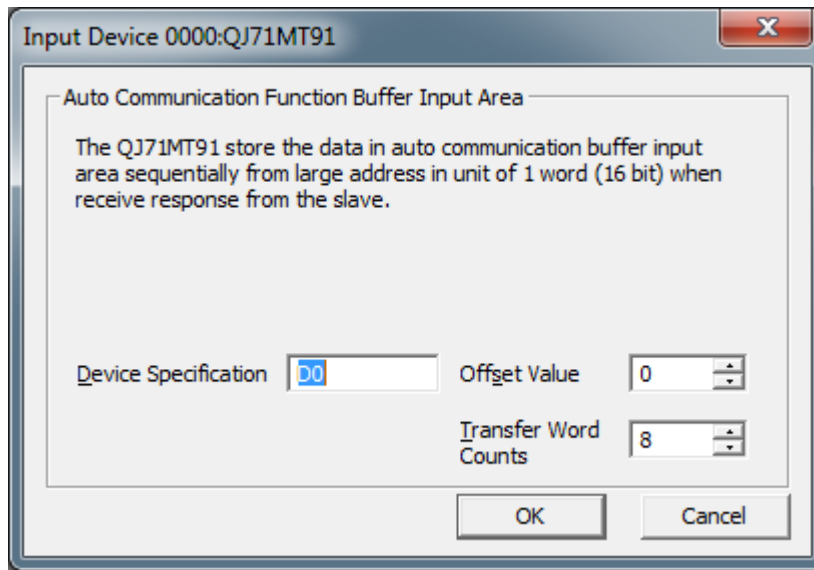 Input Device 0000:QJ71MT91
Auto Communication Function Buffer Input Area
The QJ71MT91 store the data in auto communication buffer input
area sequentially from large address in unit of 1 word (16 bit) when
receive response from the slave.
Device Specification D0 Offset Value 0
Transfer Word
Counts 8
OK Cancel